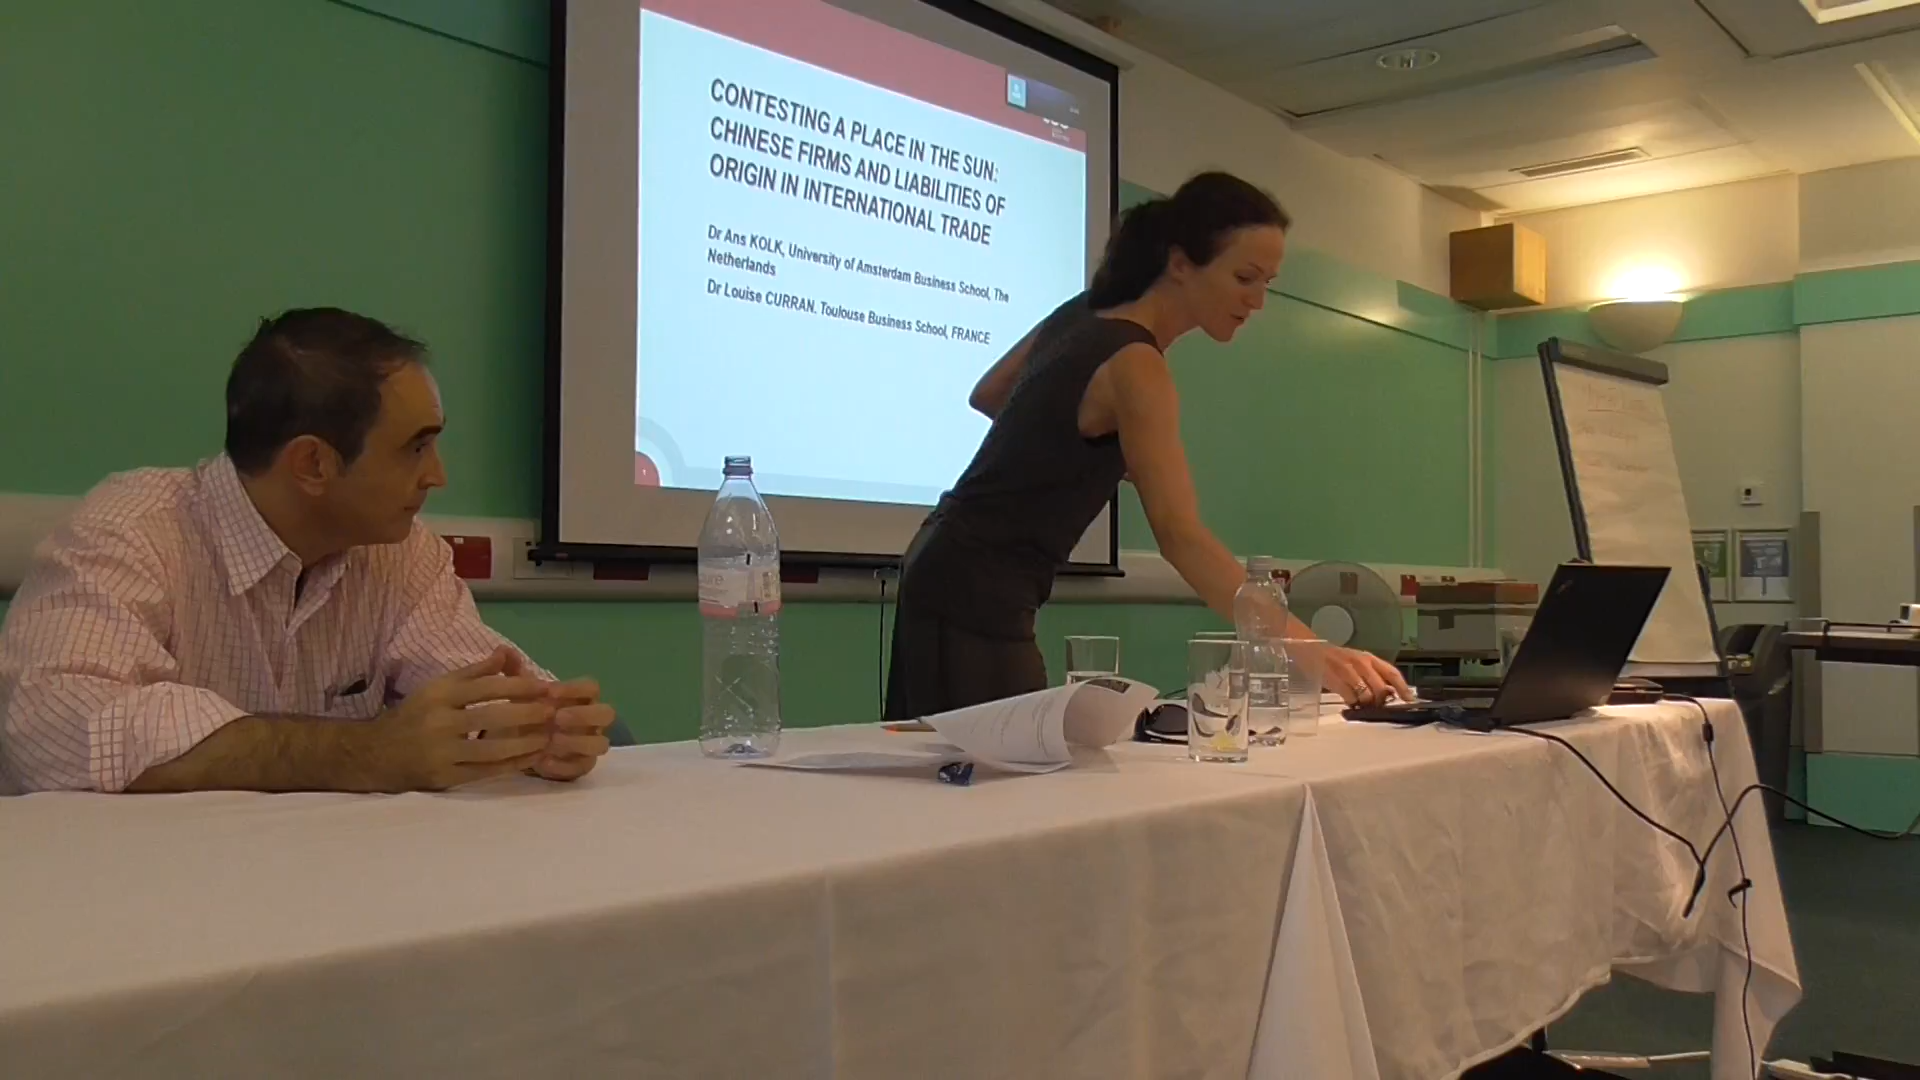 CONTESTING A PLACE IN THE SUN:
CHINESE FIRMS AND LIABILITIES OF
ORIGIN IN INTERNATIONAL TRADE
Dr Ans KOLK, University of Amsterdam Business School, The
Netherlands
Dr Louise CURRAN, Toulouse Business School, FRANCE
1